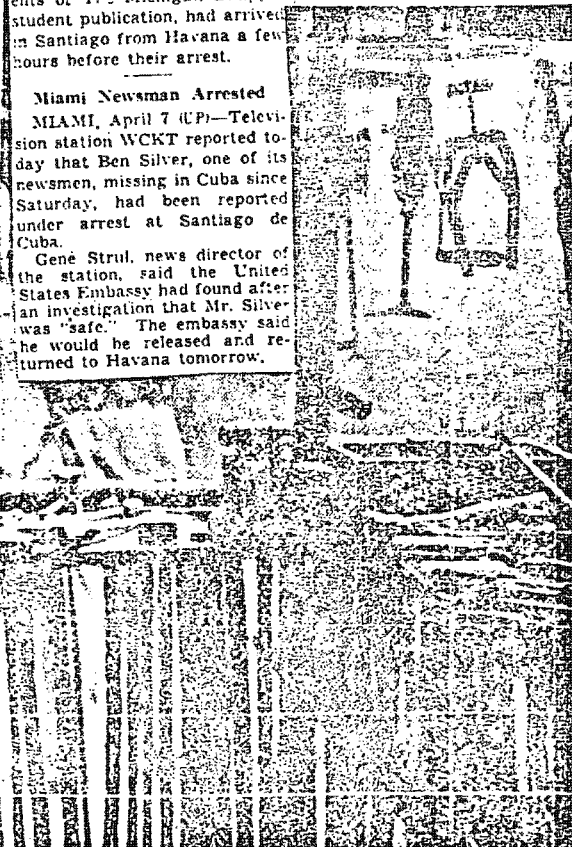 student publication, had arrived
in Santiago from Havana a few
hours before their arrest.
Miami Newsman Arrested
MIAMI, April 7 (UP)—Televi-
sion station WCKT reported to-
day that Ben Silver, one of its
newsmen, missing in Cuba since
Saturday, had been reported
under arrest at Santiago de
Cuba.
Gene Strul, news director of
the station, said the United
States Embassy had found after
an investigation that Mr. Silver
was "safe." The embassy said
he would be released and re-
turned to Havana tomorrow.